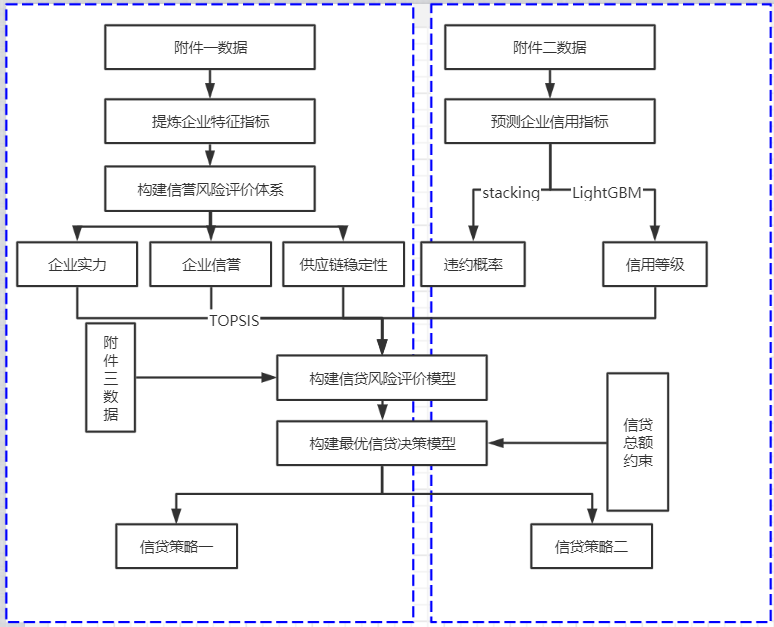 附件一数据
附件二数据
提炼企业特征指标
预测企业信用指标
构建信誉风险评价体系
stacking
LightGBM
企业实力
企业信誉
供应链稳定性
违约概率
信用等级
TOPSIS
附
件
三
数
据
构建信贷风险评价模型
构建最优信贷决策模型
信贷
总额
约束
信贷策略一
信贷策略二